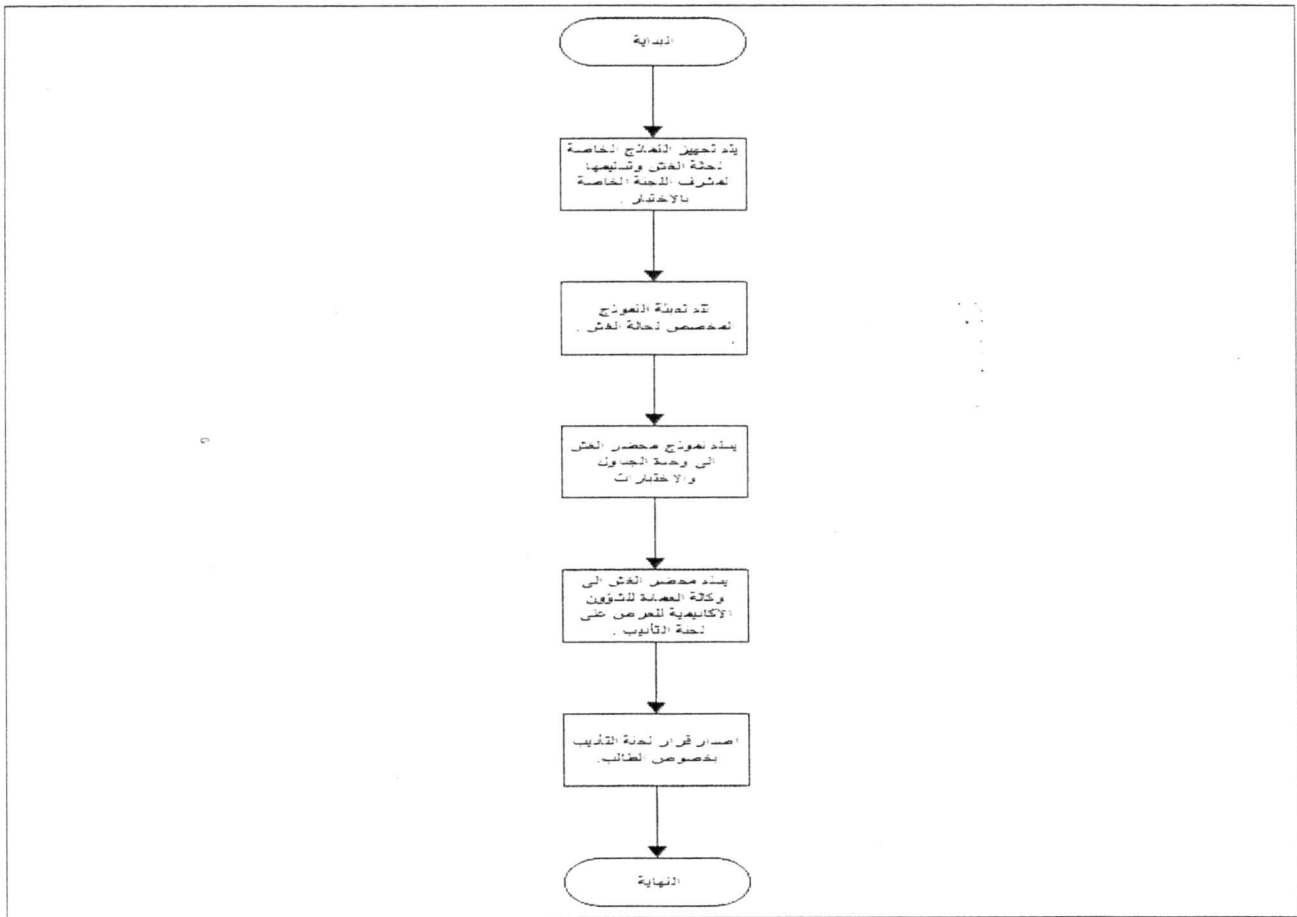 البداية
يتم تجهيز النماذج الخاصة
لحالة الغش وتسليمها
لمشرف اللجنة الخاصة
بالاختبار .
تتم تعبئة النموذج
لمخصص لحالة الغش .
يسلم نموذج محضر الغش
الى وحدة الجداول
والاختبارات
يسلم محضر الغش الى
وكالة العمادة للشؤون
الاكاديمية للعرض على
لجنة التأديب .
اصدار قرار لجنة التأديب
بخصوص الطالب.
النهاية